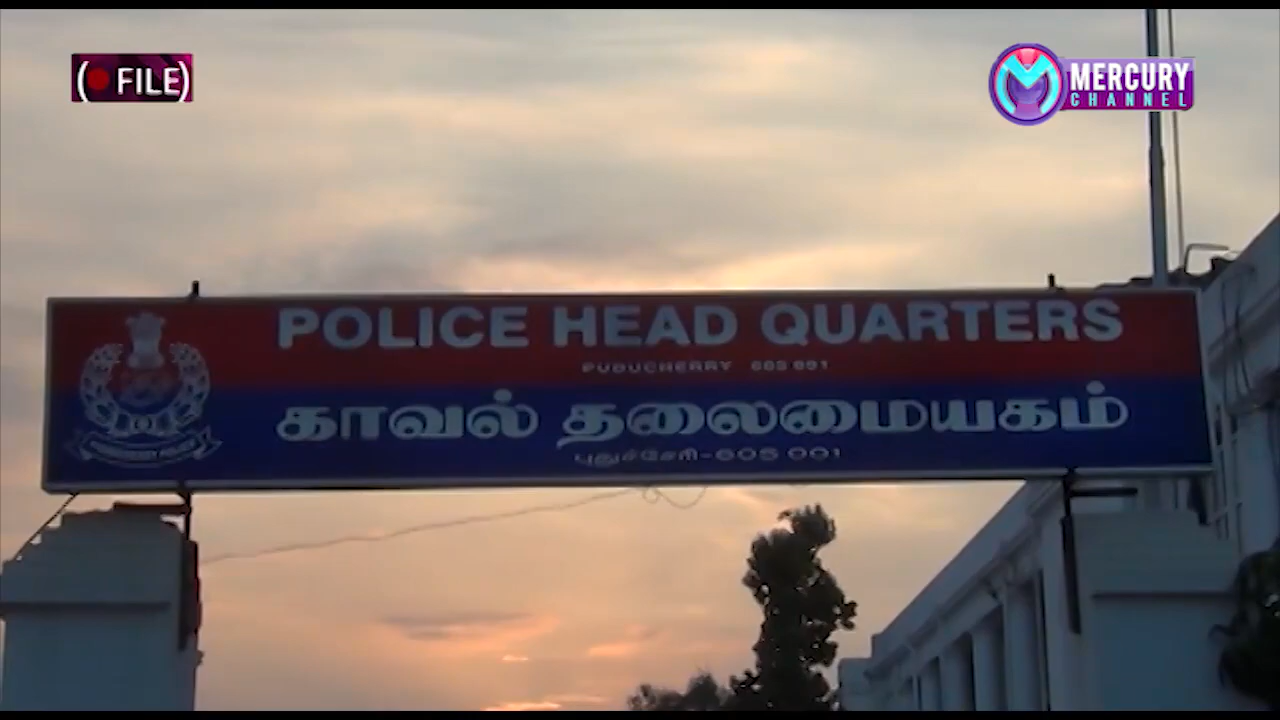 (● FILE)
MERCURY
CHANNEL
POLICE HEAD QUARTERS
PUDUCHERRY 605 001
காவல் தலைமையகம்
புதுச்சேரி-605 001